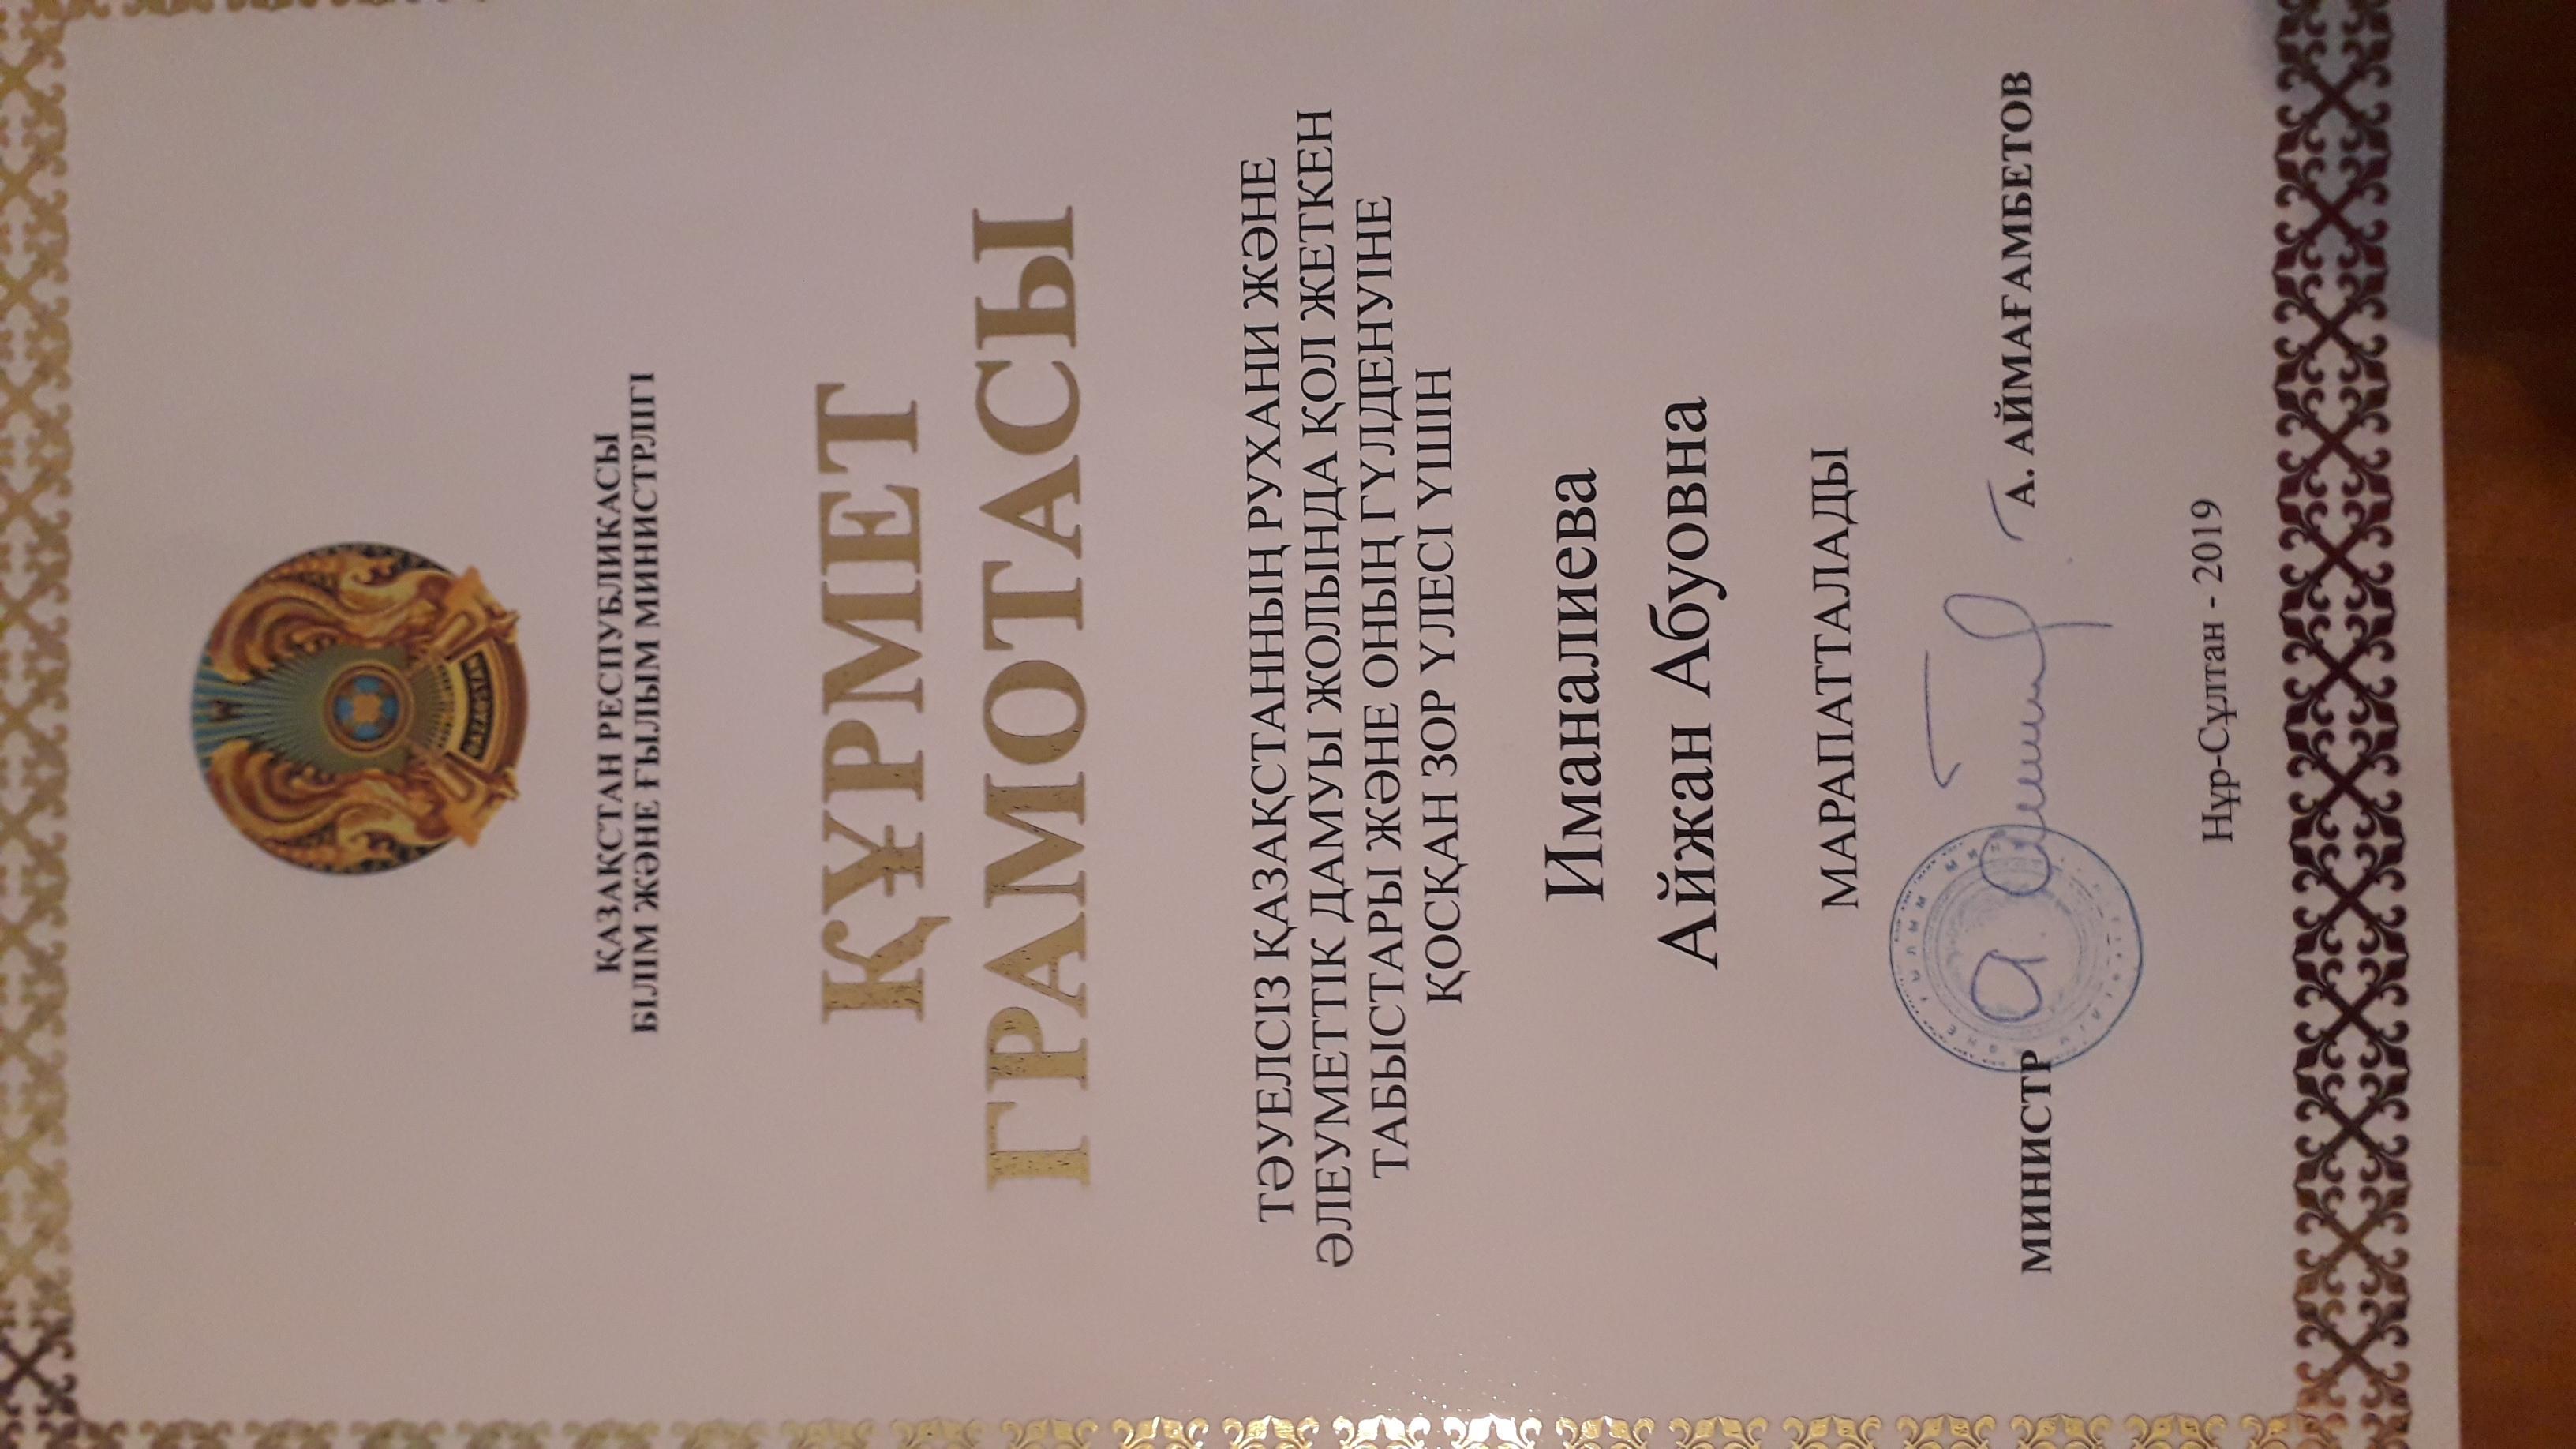 ҚАЗАҚСТАН
ҚАЗАҚСТАН РЕСПУБЛИКАСЫ
БІЛІМ ЖӘНЕ ҒЫЛЫМ МИНИСТРЛІГІ
ҚҰРМЕТ
ГРАМОТАСЫ
ТӘУЕЛСІЗ ҚАЗАҚСТАННЫҢ РУХАНИ ЖӘНЕ
ӘЛЕУМЕТТІК ДАМУЫ ЖОЛЫНДА ҚОЛ ЖЕТКЕН
ТАБЫСТАРЫ ЖӘНЕ ОНЫҢ ГҮЛДЕНУІНЕ
ҚОСҚАН ЗОР ҮЛЕСІ ҮШІН
Иманалиева
Айжан Абуовна
МАРАПАТТАЛАДЫ
МИНИСТР А. АЙМАҒАМБЕТОВ
Нұр-Сұлтан - 2019